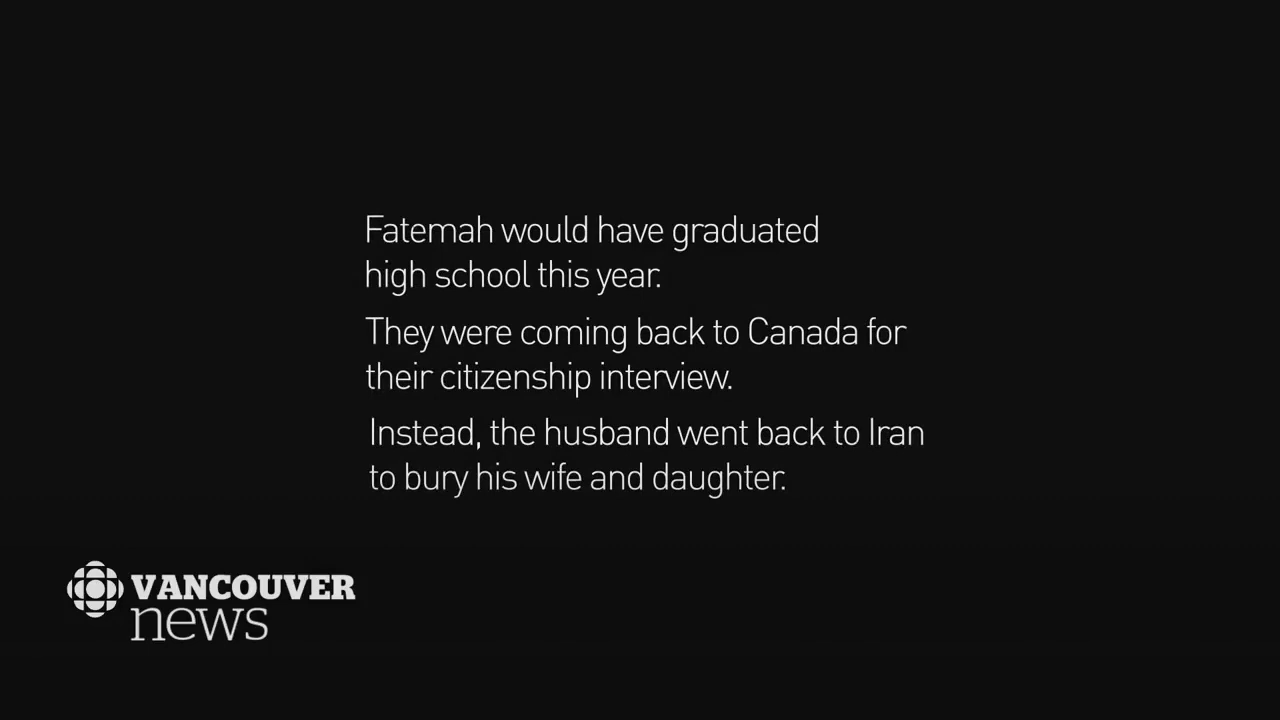 Fatemah would have graduated
high school this year.
They were coming back to Canada for
their citizenship interview.
Instead, the husband went back to Iran
to bury his wife and daughter.
VANCOUVER
news